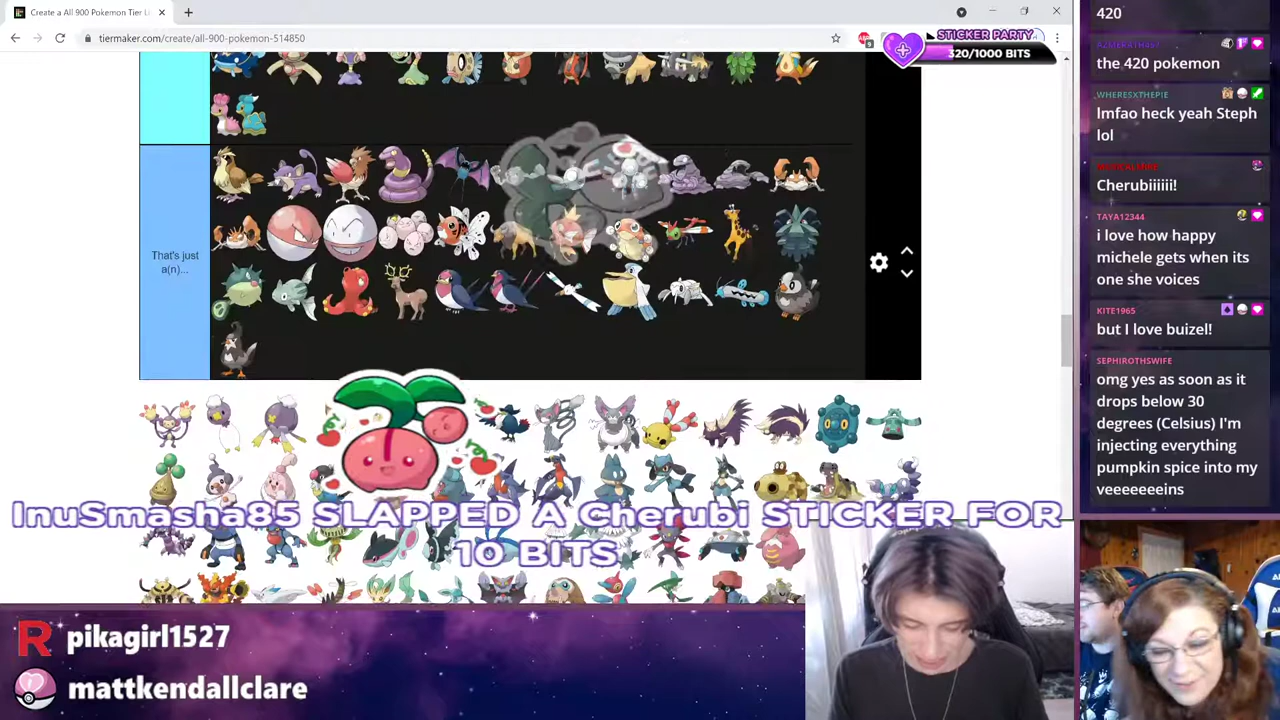 Create a All 900 Pokemon Tier Li
tiermaker.com/create/all-900-pokemon-514850
STICKER PARTY
320/1000 BITS
That's just
a(n)...
InuSmasha85 SLAPPED A Cherubi STICKER FOR
10 BITS
R pikagirl1527
mattkendallclare
420
the 420 pokemon
WHERESXTHEPIE
lmfao heck yeah Steph
lol
Cherubiiiiii!
TAYA12344
i love how happy
michele gets when its
one she voices
KITE1965
but I love buizel!
SEPHIROTHSWIFE
omg yes as soon as it
drops below 30
degrees (Celsius) I'm
injecting everything
pumpkin spice into my
veeeeeeins